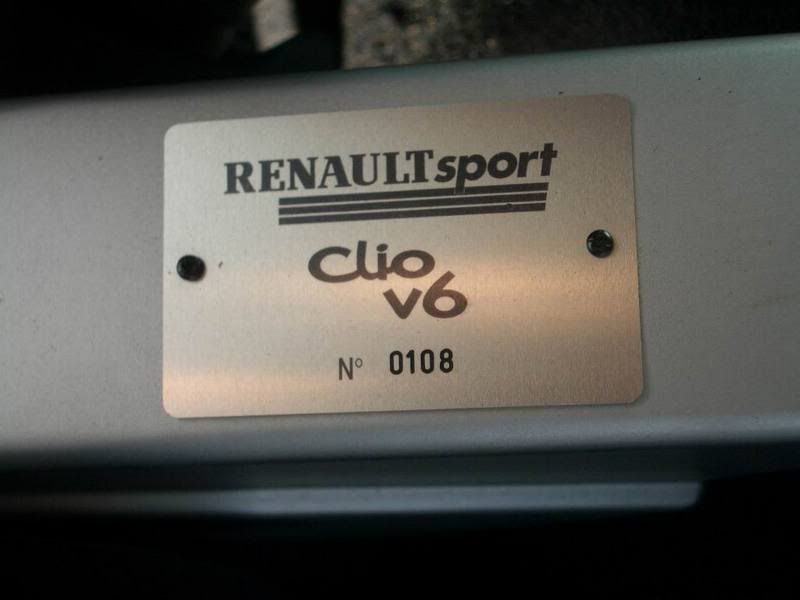 RENAULTsport
Clio
v6
N° 0108